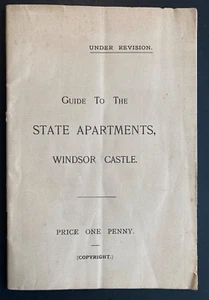 UNDER REVISION.
GUIDE TO THE
STATE APARTMENTS,
WINDSOR CASTLE.
PRICE ONE PENNY.
[COPYRIGHT.]